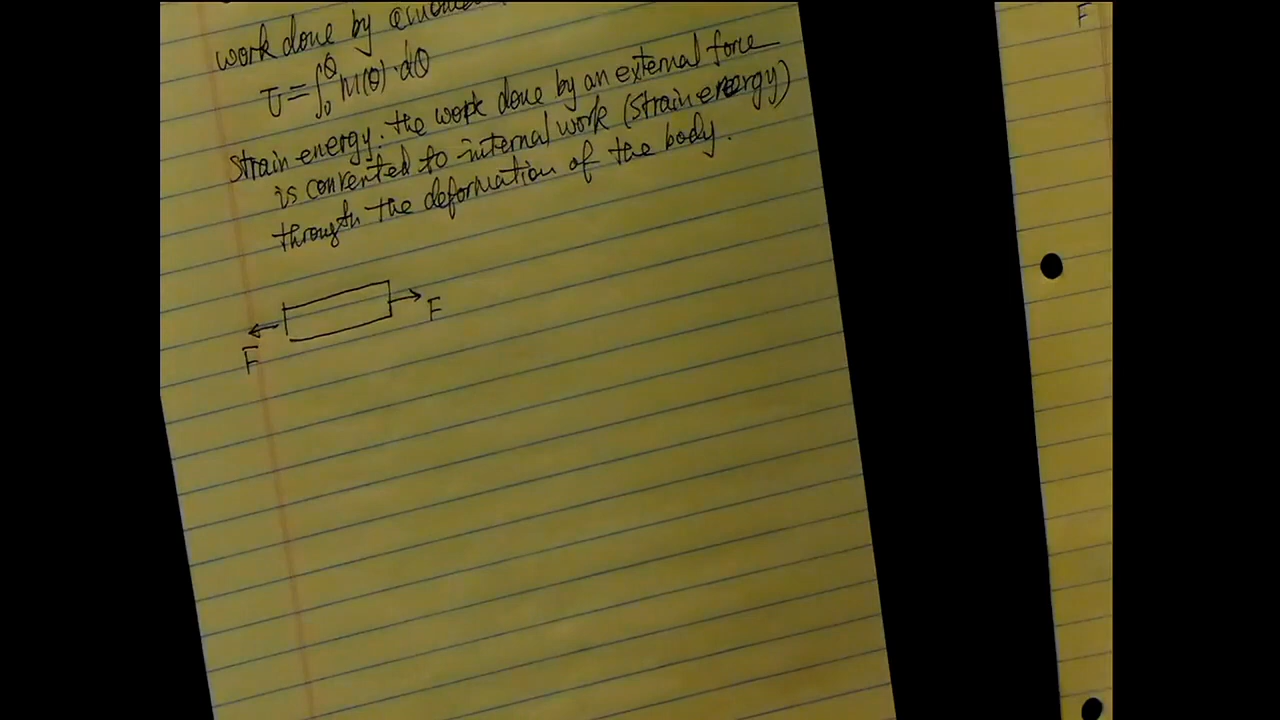 work done by a
U = ∫₀^θ M(θ)·dθ
Strain energy: the work done by an external force
is converted to internal work (strain energy)
through the deformation of the body.
F
F
F